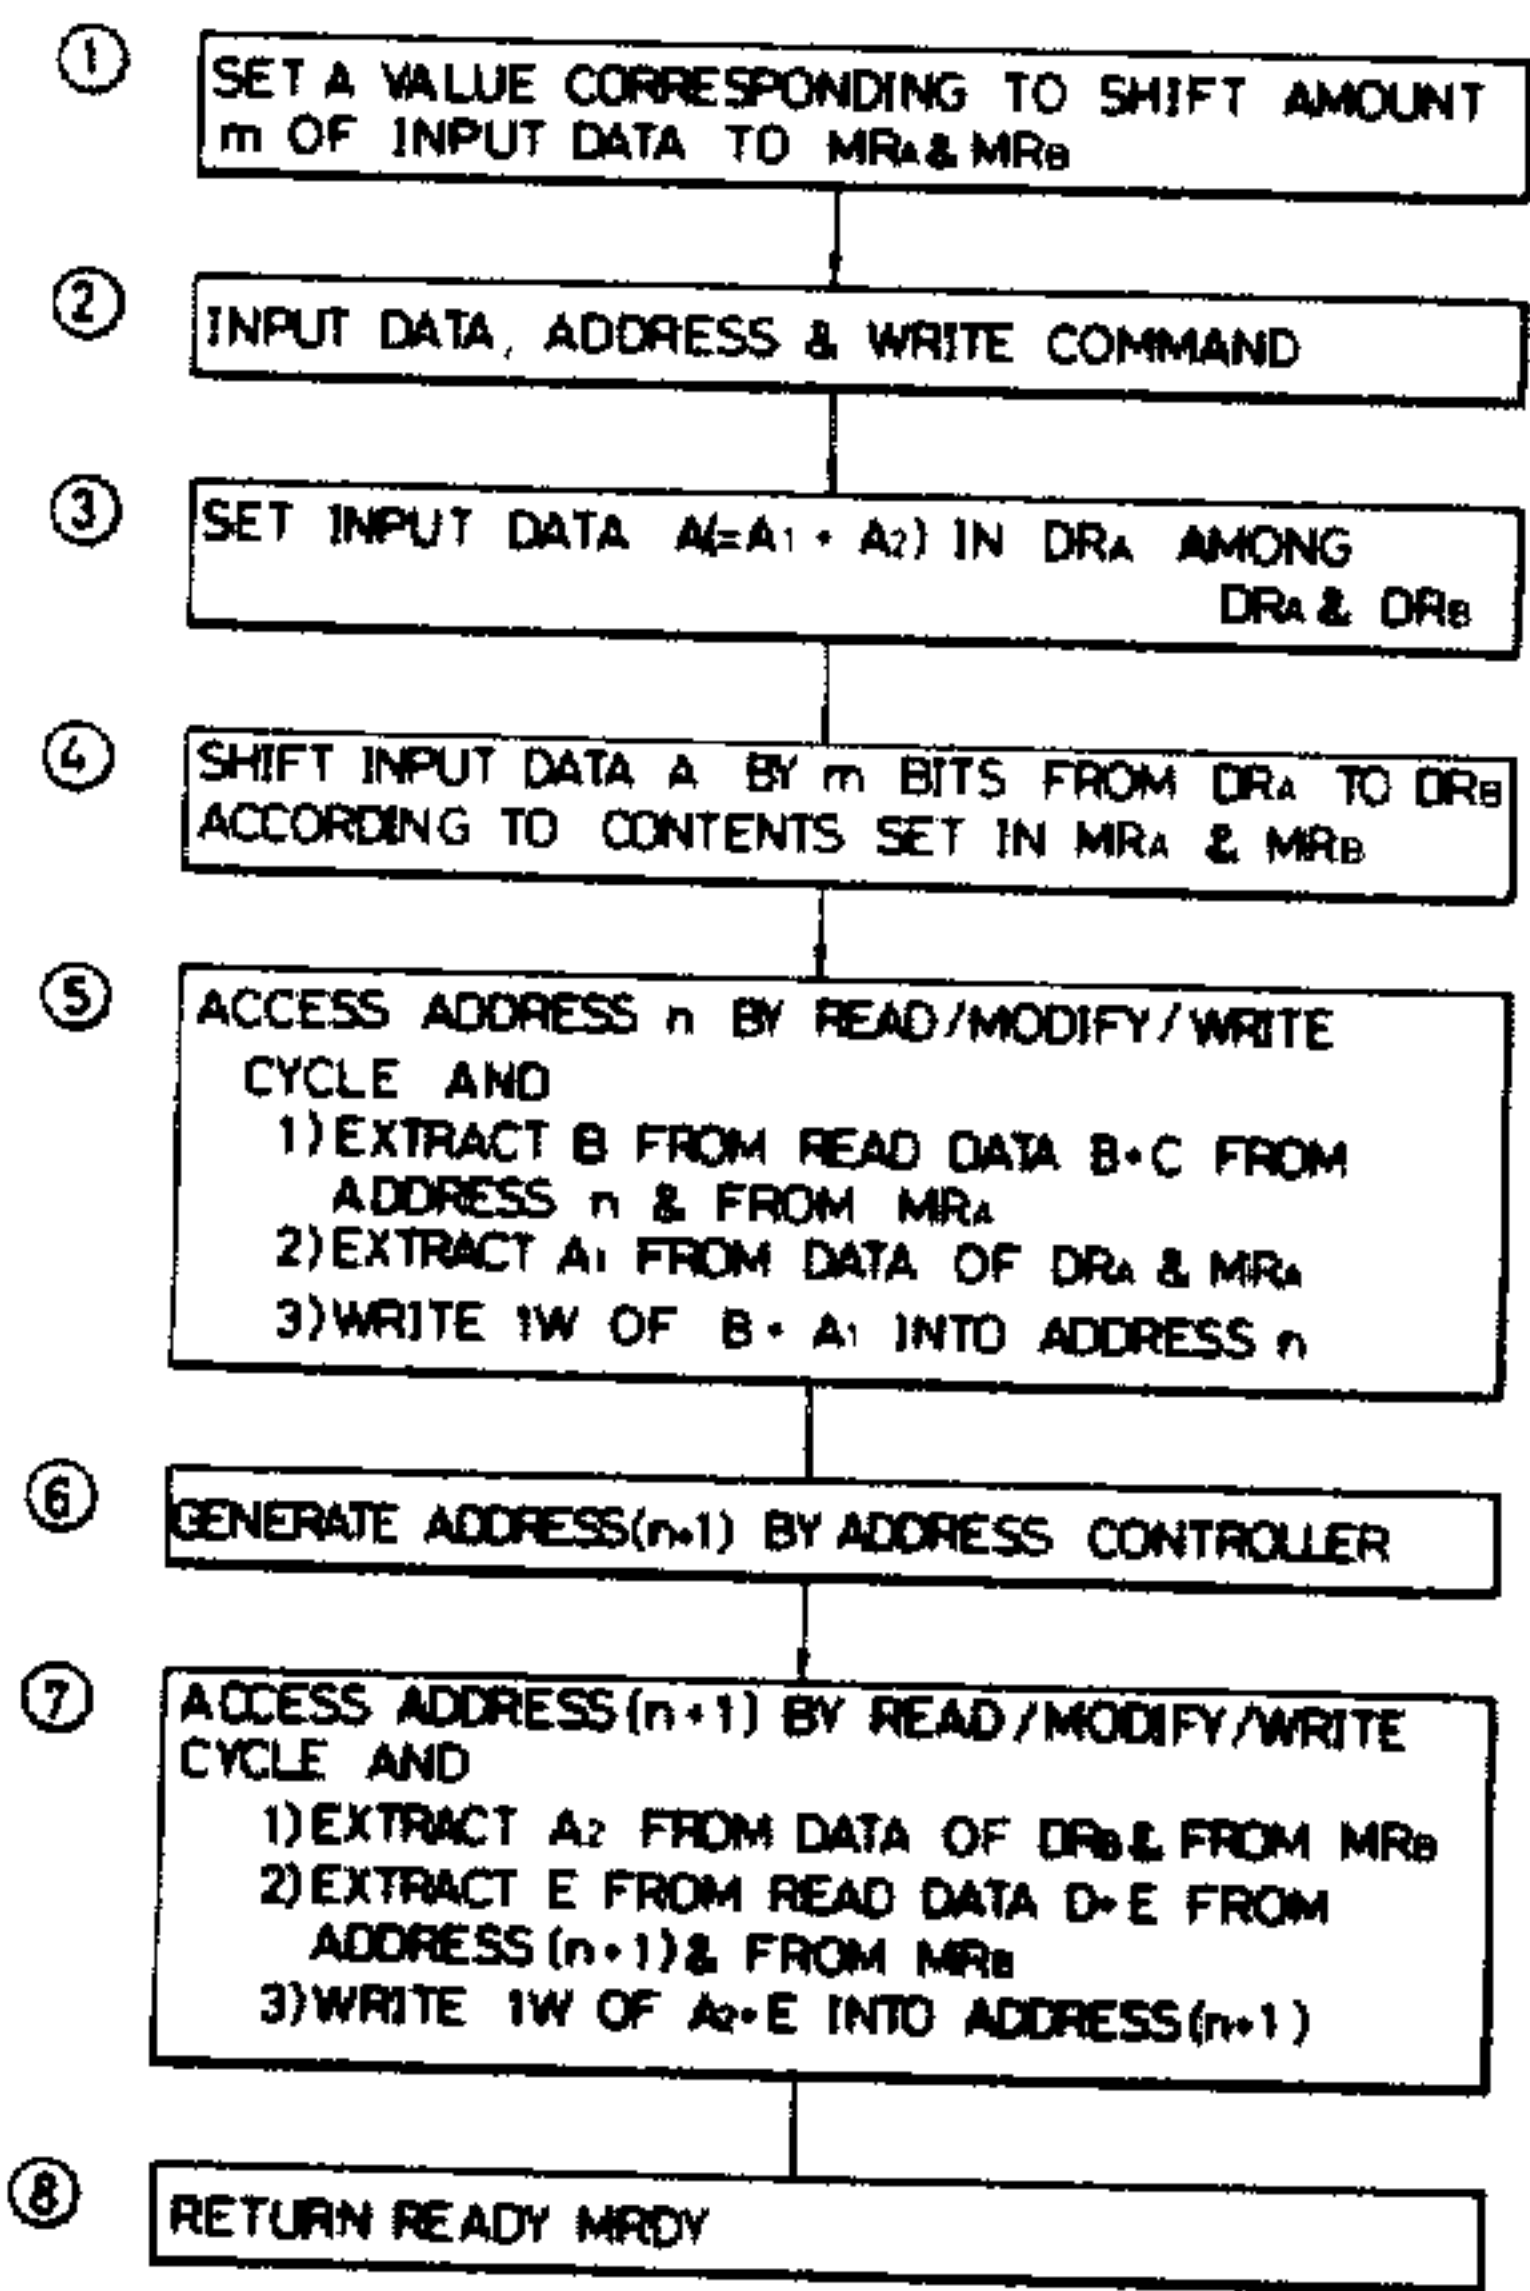 ① SET A VALUE CORRESPONDING TO SHIFT AMOUNT
m OF INPUT DATA TO MRA & MRB
② INPUT DATA, ADDRESS & WRITE COMMAND
③ SET INPUT DATA A(=A1 + A2) IN DRA AMONG
DRA & DRB
④ SHIFT INPUT DATA A BY m BITS FROM DRA TO DRB
ACCORDING TO CONTENTS SET IN MRA & MRB
⑤ ACCESS ADDRESS n BY READ/MODIFY/WRITE
CYCLE AND
1) EXTRACT B FROM READ DATA B+C FROM
ADDRESS n & FROM MRA
2) EXTRACT A1 FROM DATA OF DRA & MRA
3) WRITE 1W OF B + A1 INTO ADDRESS n
⑥ GENERATE ADDRESS(n+1) BY ADDRESS CONTROLLER
⑦ ACCESS ADDRESS(n+1) BY READ/MODIFY/WRITE
CYCLE AND
1) EXTRACT A2 FROM DATA OF DRB & FROM MRB
2) EXTRACT E FROM READ DATA D+E FROM
ADDRESS(n+1) & FROM MRB
3) WRITE 1W OF A2+E INTO ADDRESS(n+1)
⑧ RETURN READY MRDY